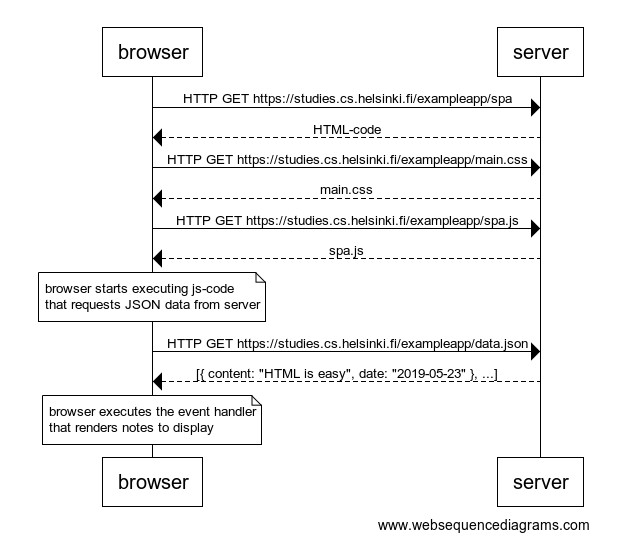 browser
server
HTTP GET https://studies.cs.helsinki.fi/exampleapp/spa
HTML-code
HTTP GET https://studies.cs.helsinki.fi/exampleapp/main.css
main.css
HTTP GET https://studies.cs.helsinki.fi/exampleapp/spa.js
spa.js
browser starts executing js-code
that requests JSON data from server
HTTP GET https://studies.cs.helsinki.fi/exampleapp/data.json
[{ content: "HTML is easy", date: "2019-05-23" }, ...]
browser executes the event handler
that renders notes to display
browser
server
www.websequencediagrams.com